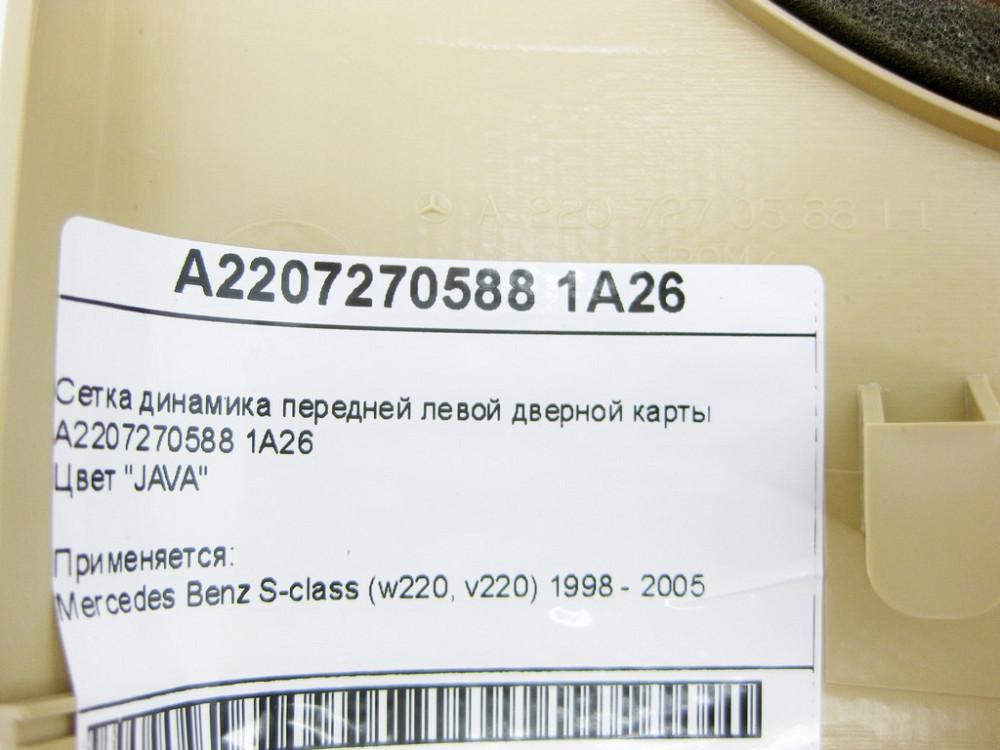 A 220 727 05 88 LI
A2207270588 1A26
Сетка динамика передней левой дверной карты
A2207270588 1A26
Цвет "JAVA"
Применяется:
Mercedes Benz S-class (w220, v220) 1998 - 2005